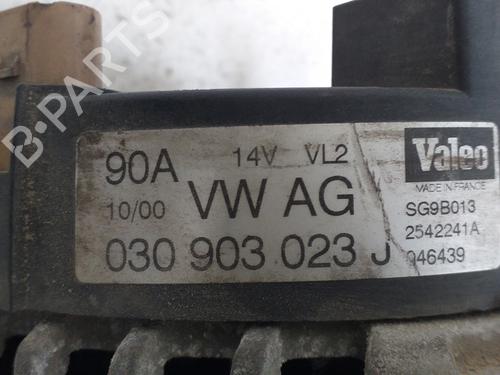 90A 14V VL2 Valeo
MADE IN FRANCE
10/00 VW AG SG9B013
2542241A
030 903 023 J 046439
B-PARTS